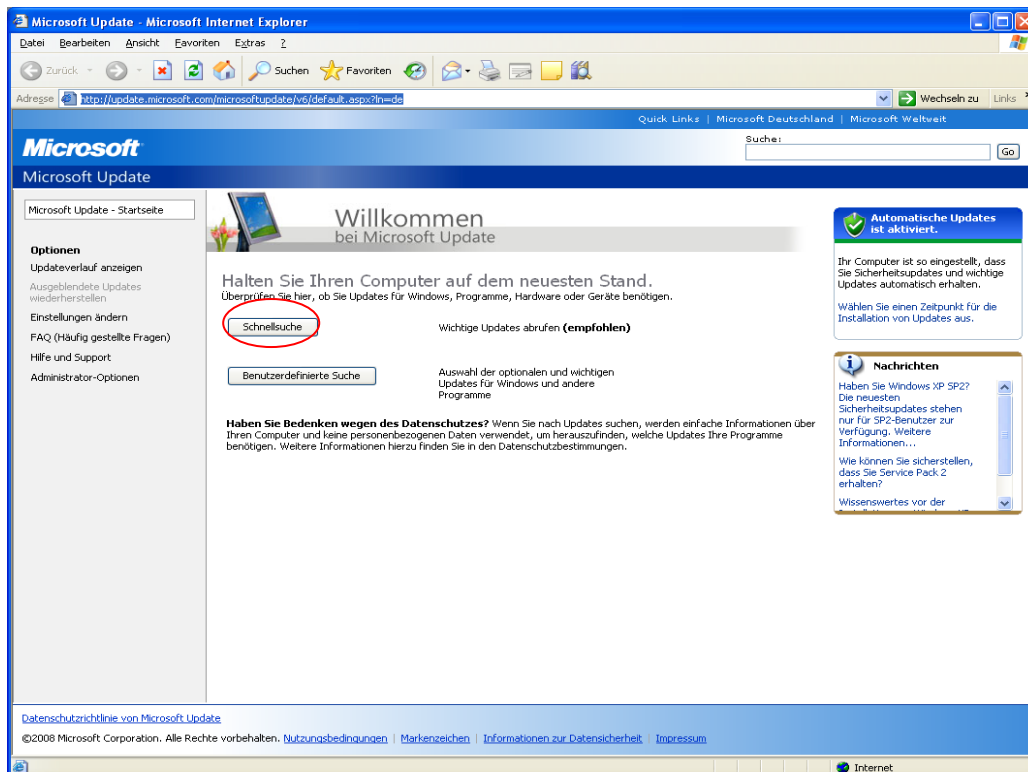 Microsoft Update - Microsoft Internet Explorer
Datei Bearbeiten Ansicht Favoriten Extras ?
Zurück Suchen Favoriten
Adresse http://update.microsoft.com/microsoftupdate/v6/default.aspx?ln=de Wechseln zu Links
Quick Links | Microsoft Deutschland | Microsoft Weltweit
Microsoft
Suche:
Go
Microsoft Update
Microsoft Update - Startseite
Optionen
Updateverlauf anzeigen
Ausgeblendete Updates
wiederherstellen
Einstellungen ändern
FAQ (Häufig gestellte Fragen)
Hilfe und Support
Administrator-Optionen
Willkommen
bei Microsoft Update
Halten Sie Ihren Computer auf dem neuesten Stand.
Überprüfen Sie hier, ob Sie Updates für Windows, Programme, Hardware oder Geräte benötigen.
Schnellsuche
Wichtige Updates abrufen (empfohlen)
Benutzerdefinierte Suche
Auswahl der optionalen und wichtigen
Updates für Windows und andere
Programme
Haben Sie Bedenken wegen des Datenschutzes? Wenn Sie nach Updates suchen, werden einfache Informationen über
Ihren Computer und keine personenbezogenen Daten verwendet, um herauszufinden, welche Updates Ihre Programme
benötigen. Weitere Informationen hierzu finden Sie in den Datenschutzbestimmungen.
Automatische Updates
ist aktiviert.
Ihr Computer ist so eingestellt, dass
Sie Sicherheitsupdates und wichtige
Updates automatisch erhalten.
Wählen Sie einen Zeitpunkt für die
Installation von Updates aus.
Nachrichten
Haben Sie Windows XP SP2?
Die neuesten
Sicherheitsupdates stehen
nur für SP2-Benutzer zur
Verfügung. Weitere
Informationen...
Wie können Sie sicherstellen,
dass Sie Service Pack 2
erhalten?
Wissenswertes vor der
Datenschutzrichtlinie von Microsoft Update
©2008 Microsoft Corporation. Alle Rechte vorbehalten. Nutzungsbedingungen | Markenzeichen | Informationen zur Datensicherheit | Impressum
Internet